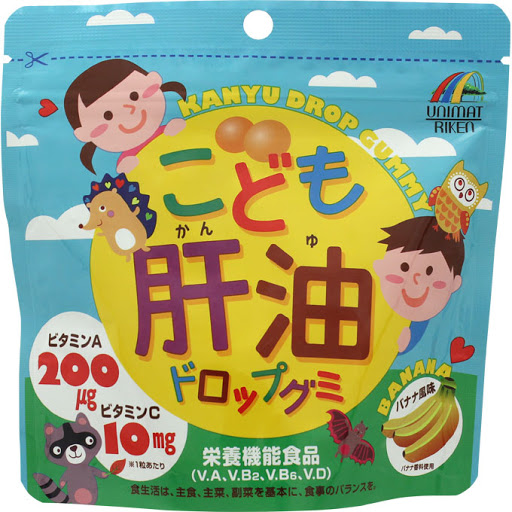 KANYU DROP GUMMY
UNIMAT
RIKEN
こども
かん ゆ
肝油
ドロップグミ
ビタミンA
200μg
ビタミンC
10mg
※1粒あたり
BANANA
バナナ風味
バナナ香料使用
栄養機能食品
(V.A、V.B2、V.B6、V.D)
食生活は、主食、主菜、副菜を基本に、食事のバランスを。